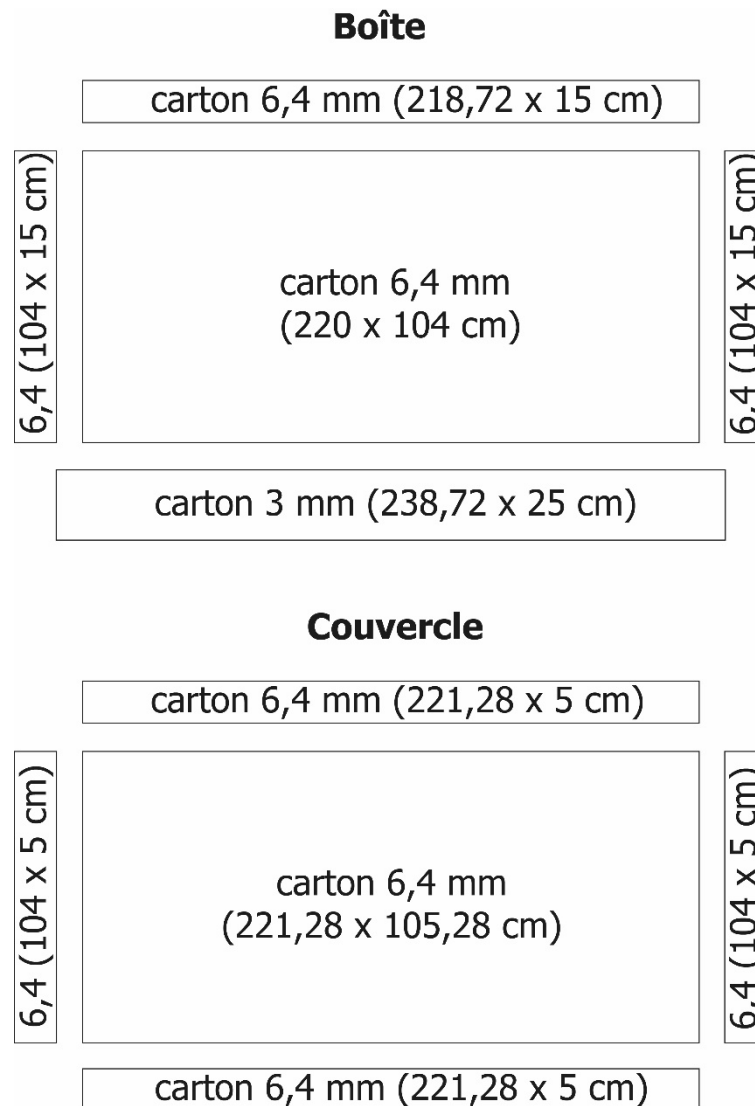 Boîte
carton 6,4 mm (218,72 x 15 cm)
6,4 (104 x 15 cm)
carton 6,4 mm
(220 x 104 cm)
6,4 (104 x 15 cm)
carton 3 mm (238,72 x 25 cm)
Couvercle
carton 6,4 mm (221,28 x 5 cm)
6,4 (104 x 5 cm)
carton 6,4 mm
(221,28 x 105,28 cm)
6,4 (104 x 5 cm)
carton 6,4 mm (221,28 x 5 cm)